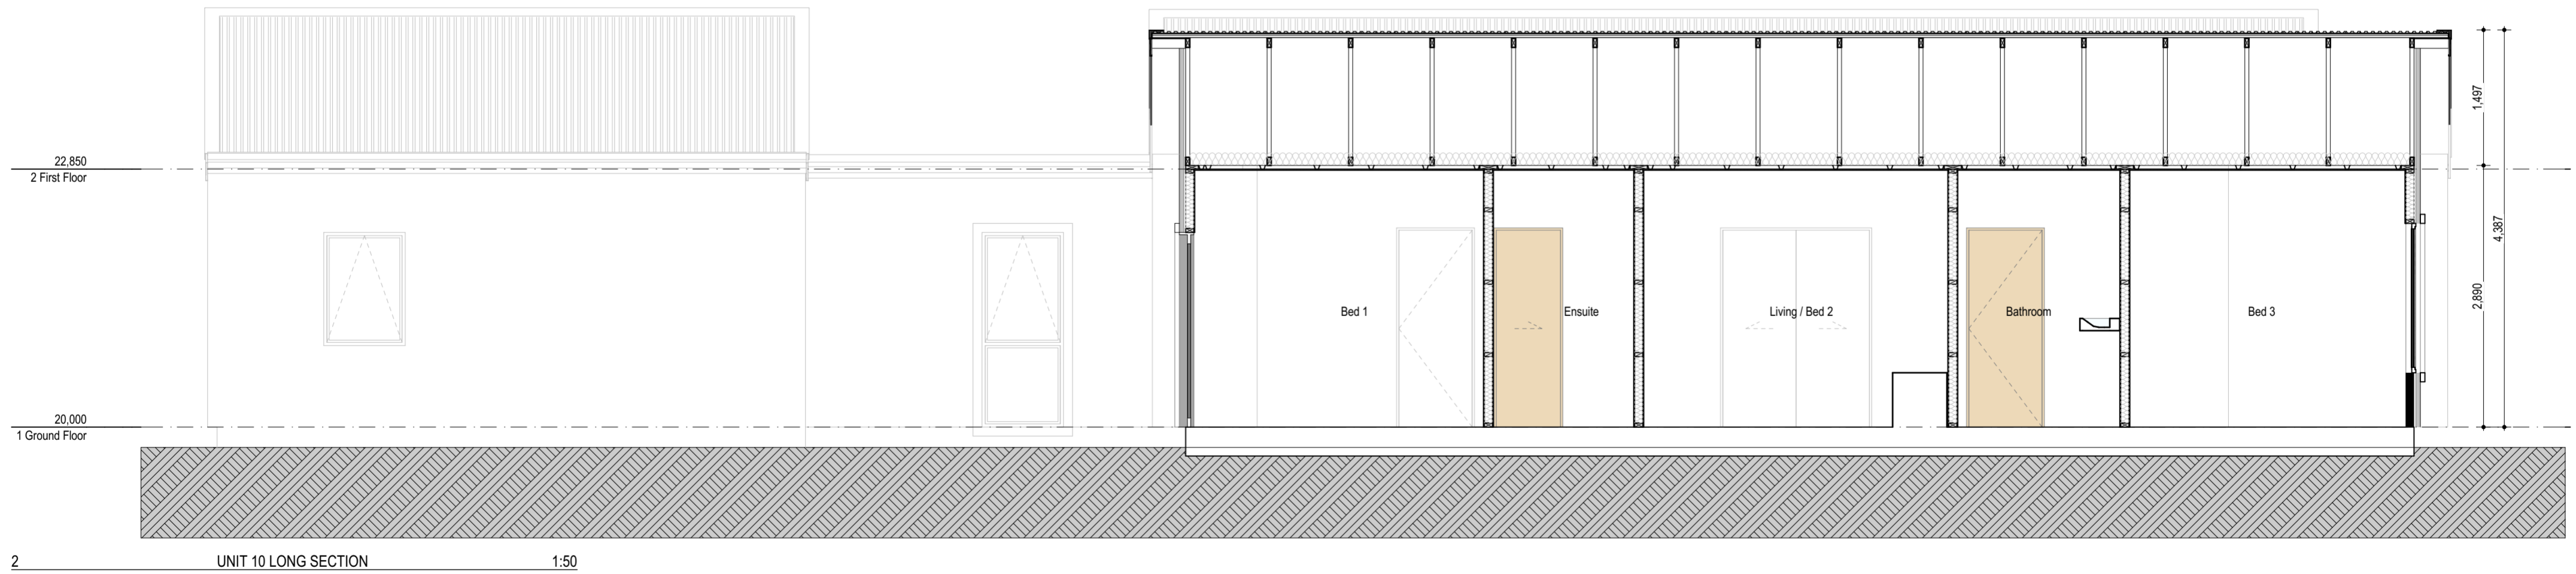 22,850
2 First Floor
20,000
1 Ground Floor
Bed 1
Ensuite
Living / Bed 2
Bathroom
Bed 3
1,497
4,387
2,890
2 UNIT 10 LONG SECTION 1:50